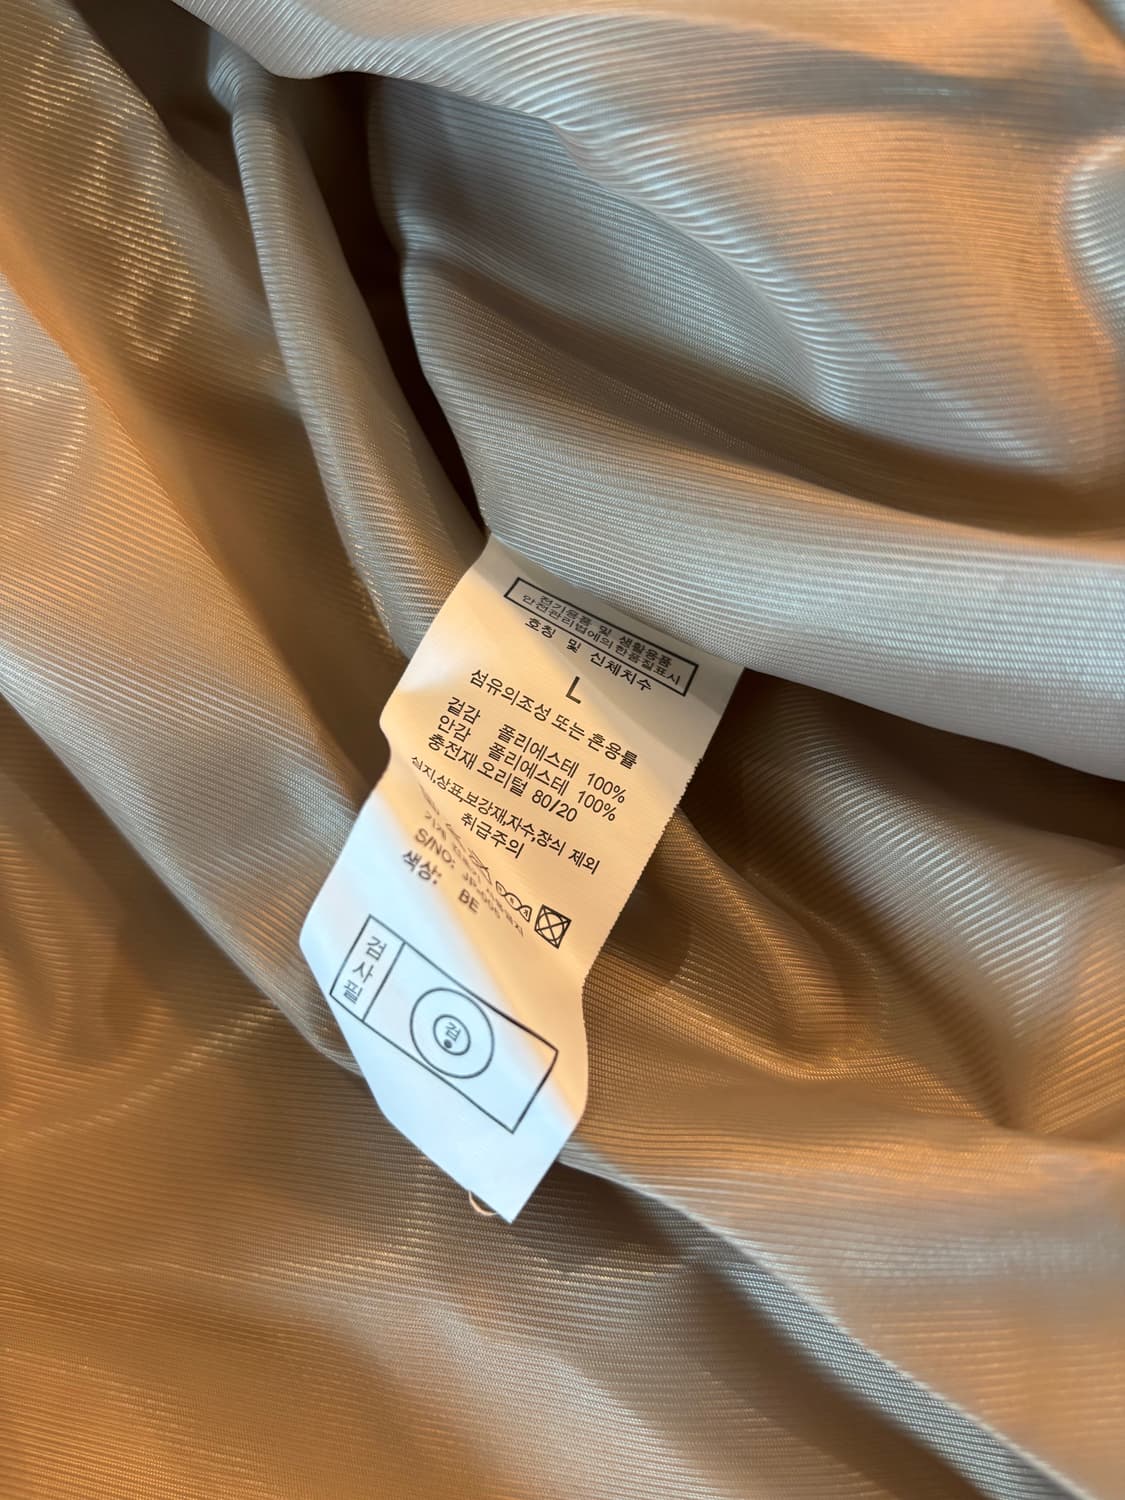 전기용품 및 생활용품
안전관리법에의한품질표시
호칭 및 신체치수
L
섬유의조성 또는 혼용률
겉감 폴리에스테 100%
안감 폴리에스테 100%
충전재 오리털 80/20
심지,상표,보강재,자수,장식 제외
취급주의
S/NO:
색상: BE
검사필
검